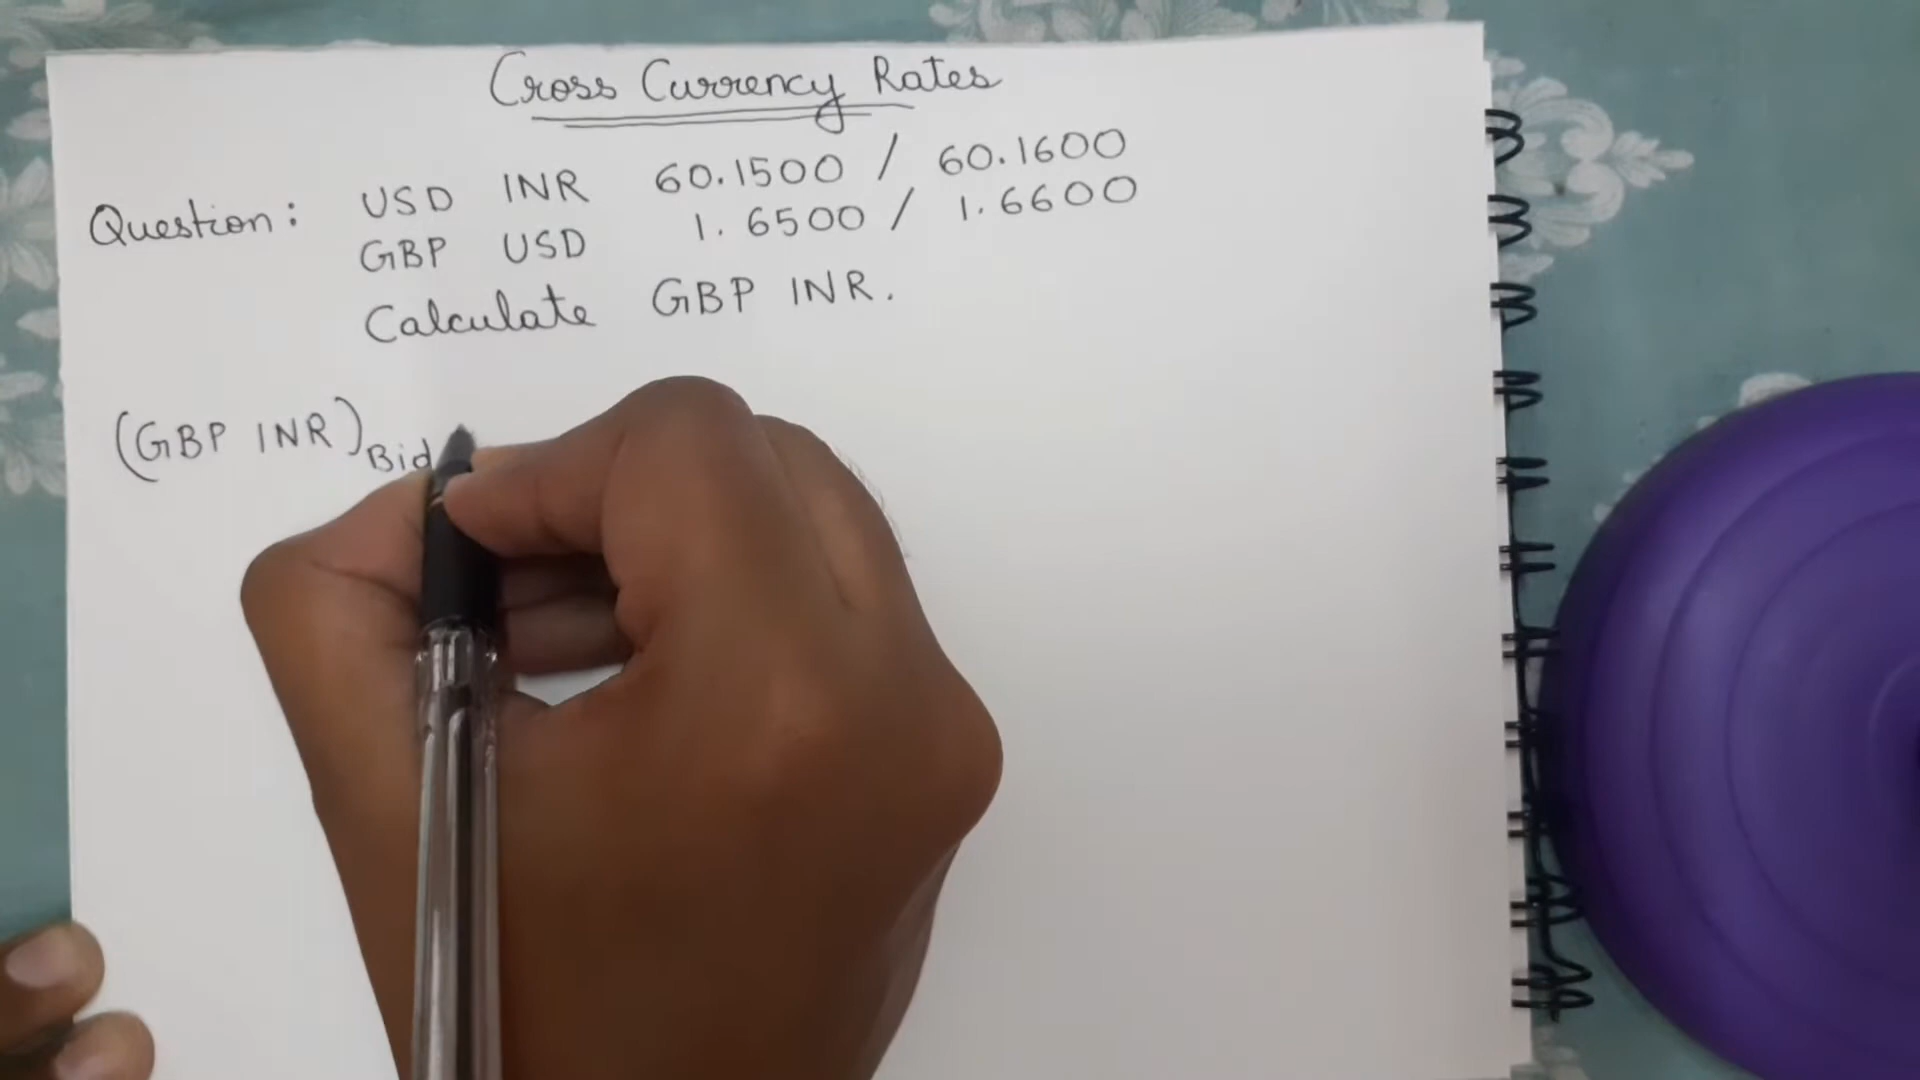 Cross Currency Rates
Question: USD INR 60.1500 / 60.1600
GBP USD 1.6500 / 1.6600
Calculate GBP INR.
(GBP INR)Bid